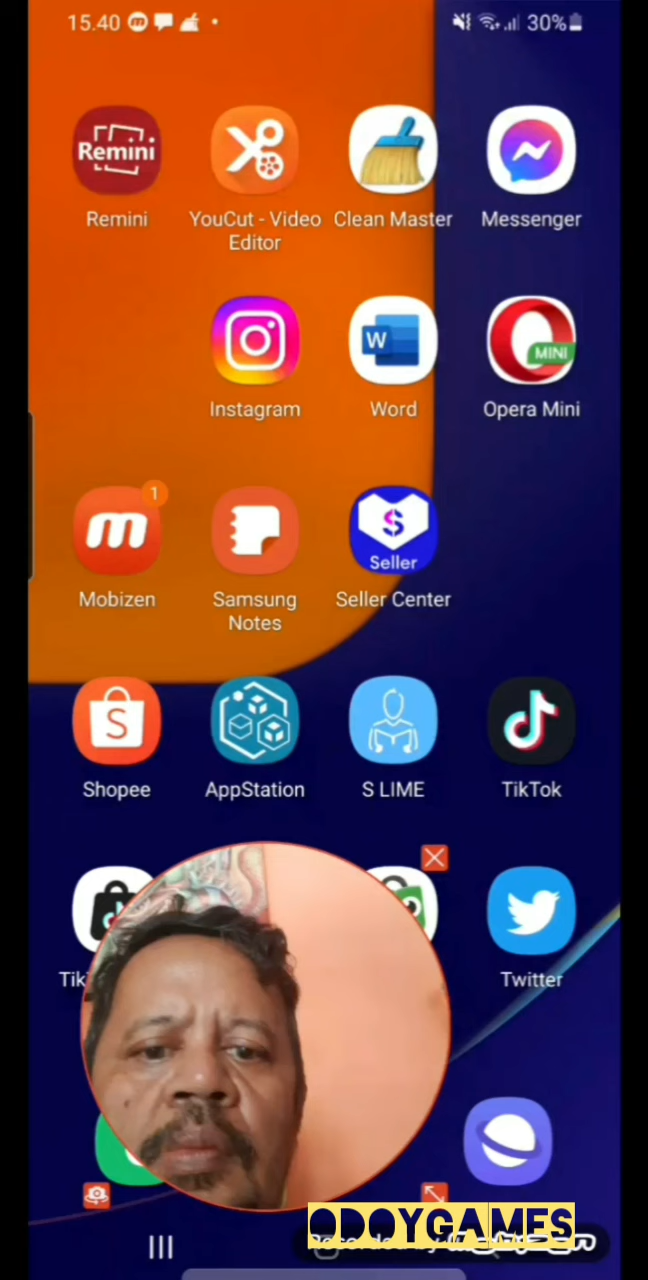 15.40
30%
Remini
Remini
YouCut - Video
Editor
Clean Master
Messenger
Instagram
W
Word
MINI
Opera Mini
1
m
Mobizen
Samsung
Notes
$
Seller
Seller Center
S
Shopee
AppStation
S LIME
TikTok
Tik
Twitter
ODOYGAMES